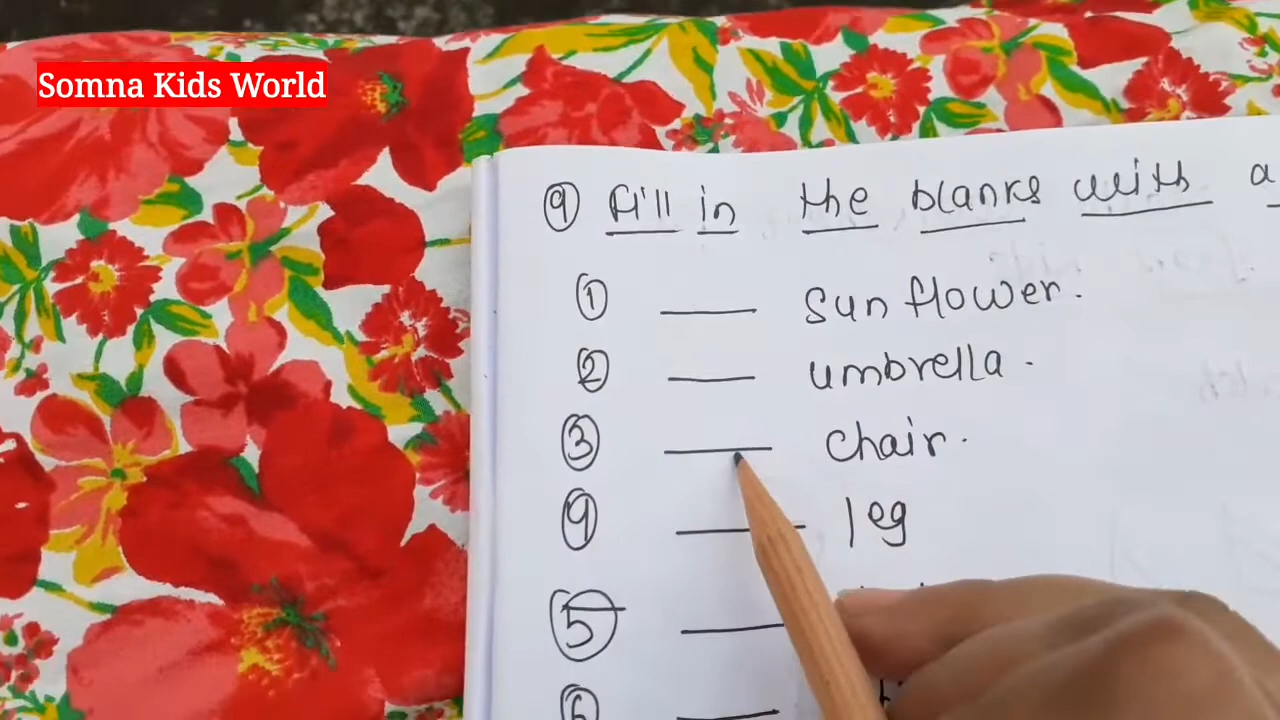 Somna Kids World
9 Fill in the blanks with a
1 ___ Sunflower.
2 ___ umbrella.
3 ___ chair.
4 ___ leg
5 ___
6 ___